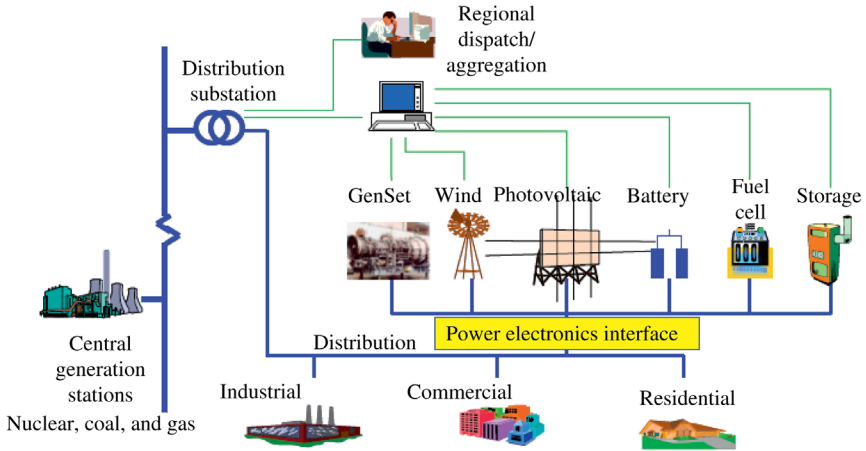 Regional
dispatch/
aggregation
Distribution
substation
GenSet
Wind
Photovoltaic
Battery
Fuel
cell
Storage
Power electronics interface
Distribution
Central
generation
stations
Nuclear, coal, and gas
Industrial
Commercial
Residential